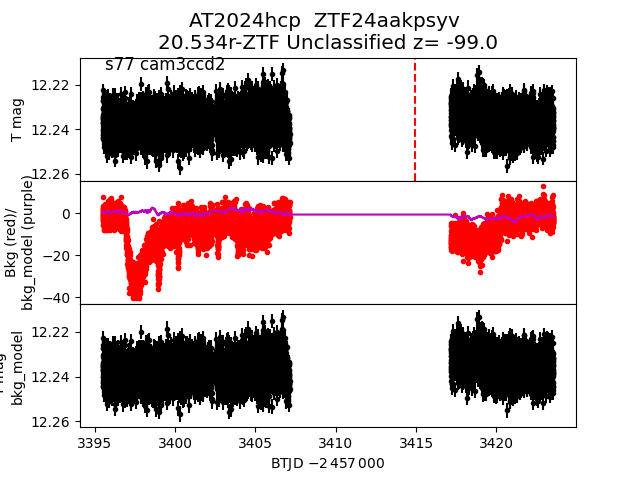 AT2024hcp  ZTF24aakpsyv
20.534r-ZTF Unclassified z= -99.0
s77 cam3ccd2
T mag
12.22
12.24
12.26
Bkg (red)/
bkg_model (purple)
0
−20
−40
bkg_model
12.22
12.24
12.26
3395 3400 3405 3410 3415 3420
BTJD −2 457 000